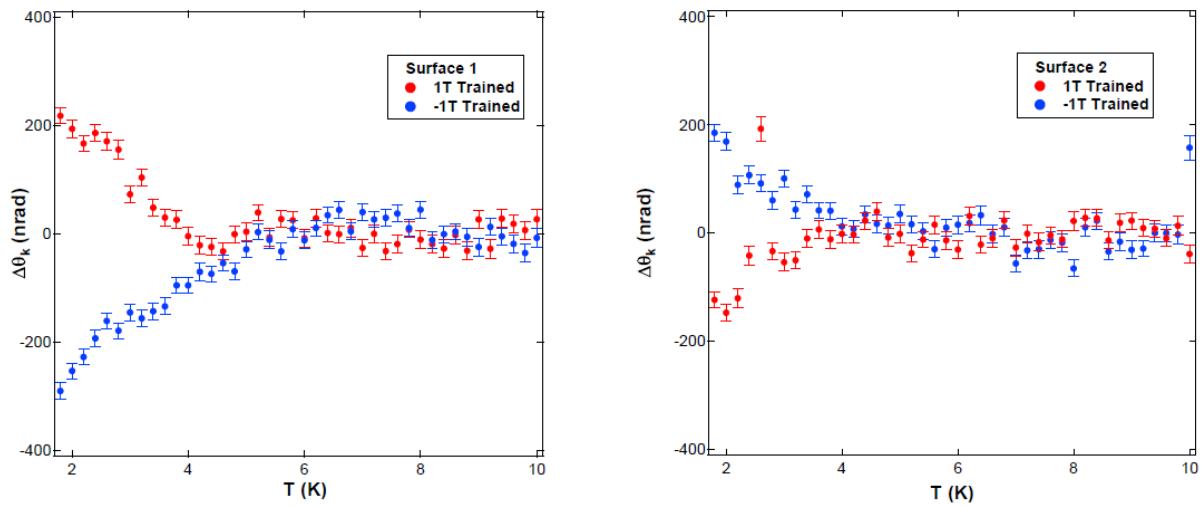 400
200
0
-200
-400
Δθk (nrad)
2
4
6
8
10
T (K)
Surface 1
1T Trained
-1T Trained
400
200
0
-200
-400
Δθk (nrad)
2
4
6
8
10
T (K)
Surface 2
1T Trained
-1T Trained